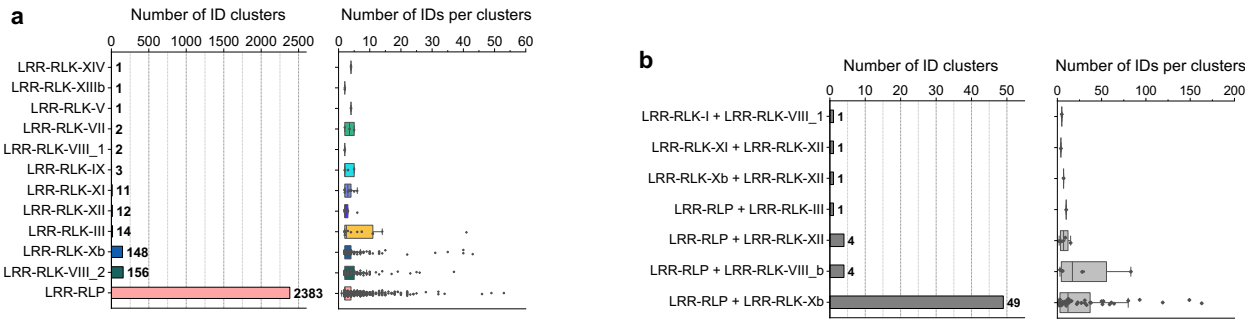 a
Number of ID clusters
Number of IDs per clusters
0 500 1000 1500 2000 2500
0 10 20 30 40 50 60
LRR-RLK-XIV 1
LRR-RLK-XIIIb 1
LRR-RLK-V 1
LRR-RLK-VII 2
LRR-RLK-VIII_1 2
LRR-RLK-IX 3
LRR-RLK-XI 11
LRR-RLK-XII 12
LRR-RLK-III 14
LRR-RLK-Xb 148
LRR-RLK-VIII_2 156
LRR-RLP 2383
b
Number of ID clusters
Number of IDs per clusters
0 10 20 30 40 50
0 50 100 150 200
LRR-RLK-I + LRR-RLK-VIII_1 1
LRR-RLK-XI + LRR-RLK-XII 1
LRR-RLK-Xb + LRR-RLK-XII 1
LRR-RLP + LRR-RLK-III 1
LRR-RLP + LRR-RLK-XII 4
LRR-RLP + LRR-RLK-VIII_b 4
LRR-RLP + LRR-RLK-Xb 49